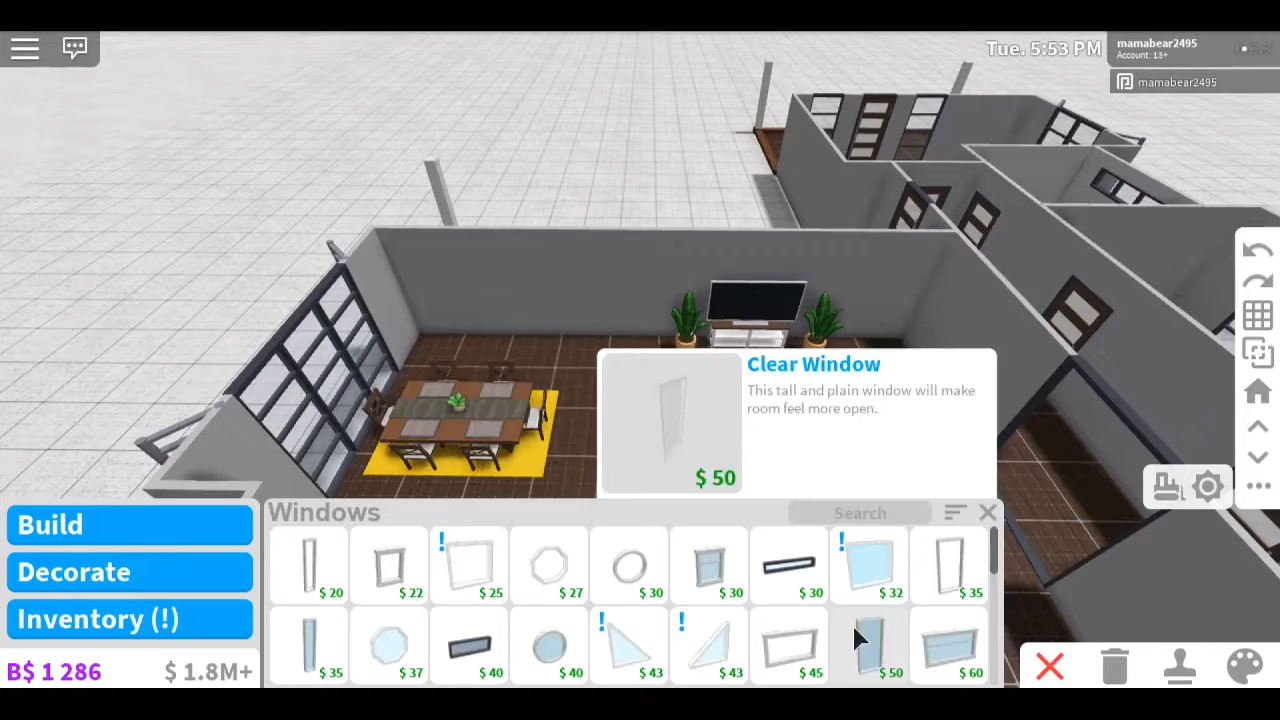 Tue. 5:53 PM
mamabear2495
Account: 13+
mamabear2495
Clear Window
This tall and plain window will make
room feel more open.
$ 50
Build
Decorate
Inventory (!)
B$ 1 286
$ 1.8M+
Windows
Search
! !
$ 20 $ 22 $ 25 $ 27 $ 30 $ 30 $ 30 $ 32 $ 35
! !
$ 35 $ 37 $ 40 $ 40 $ 43 $ 43 $ 45 $ 50 $ 60